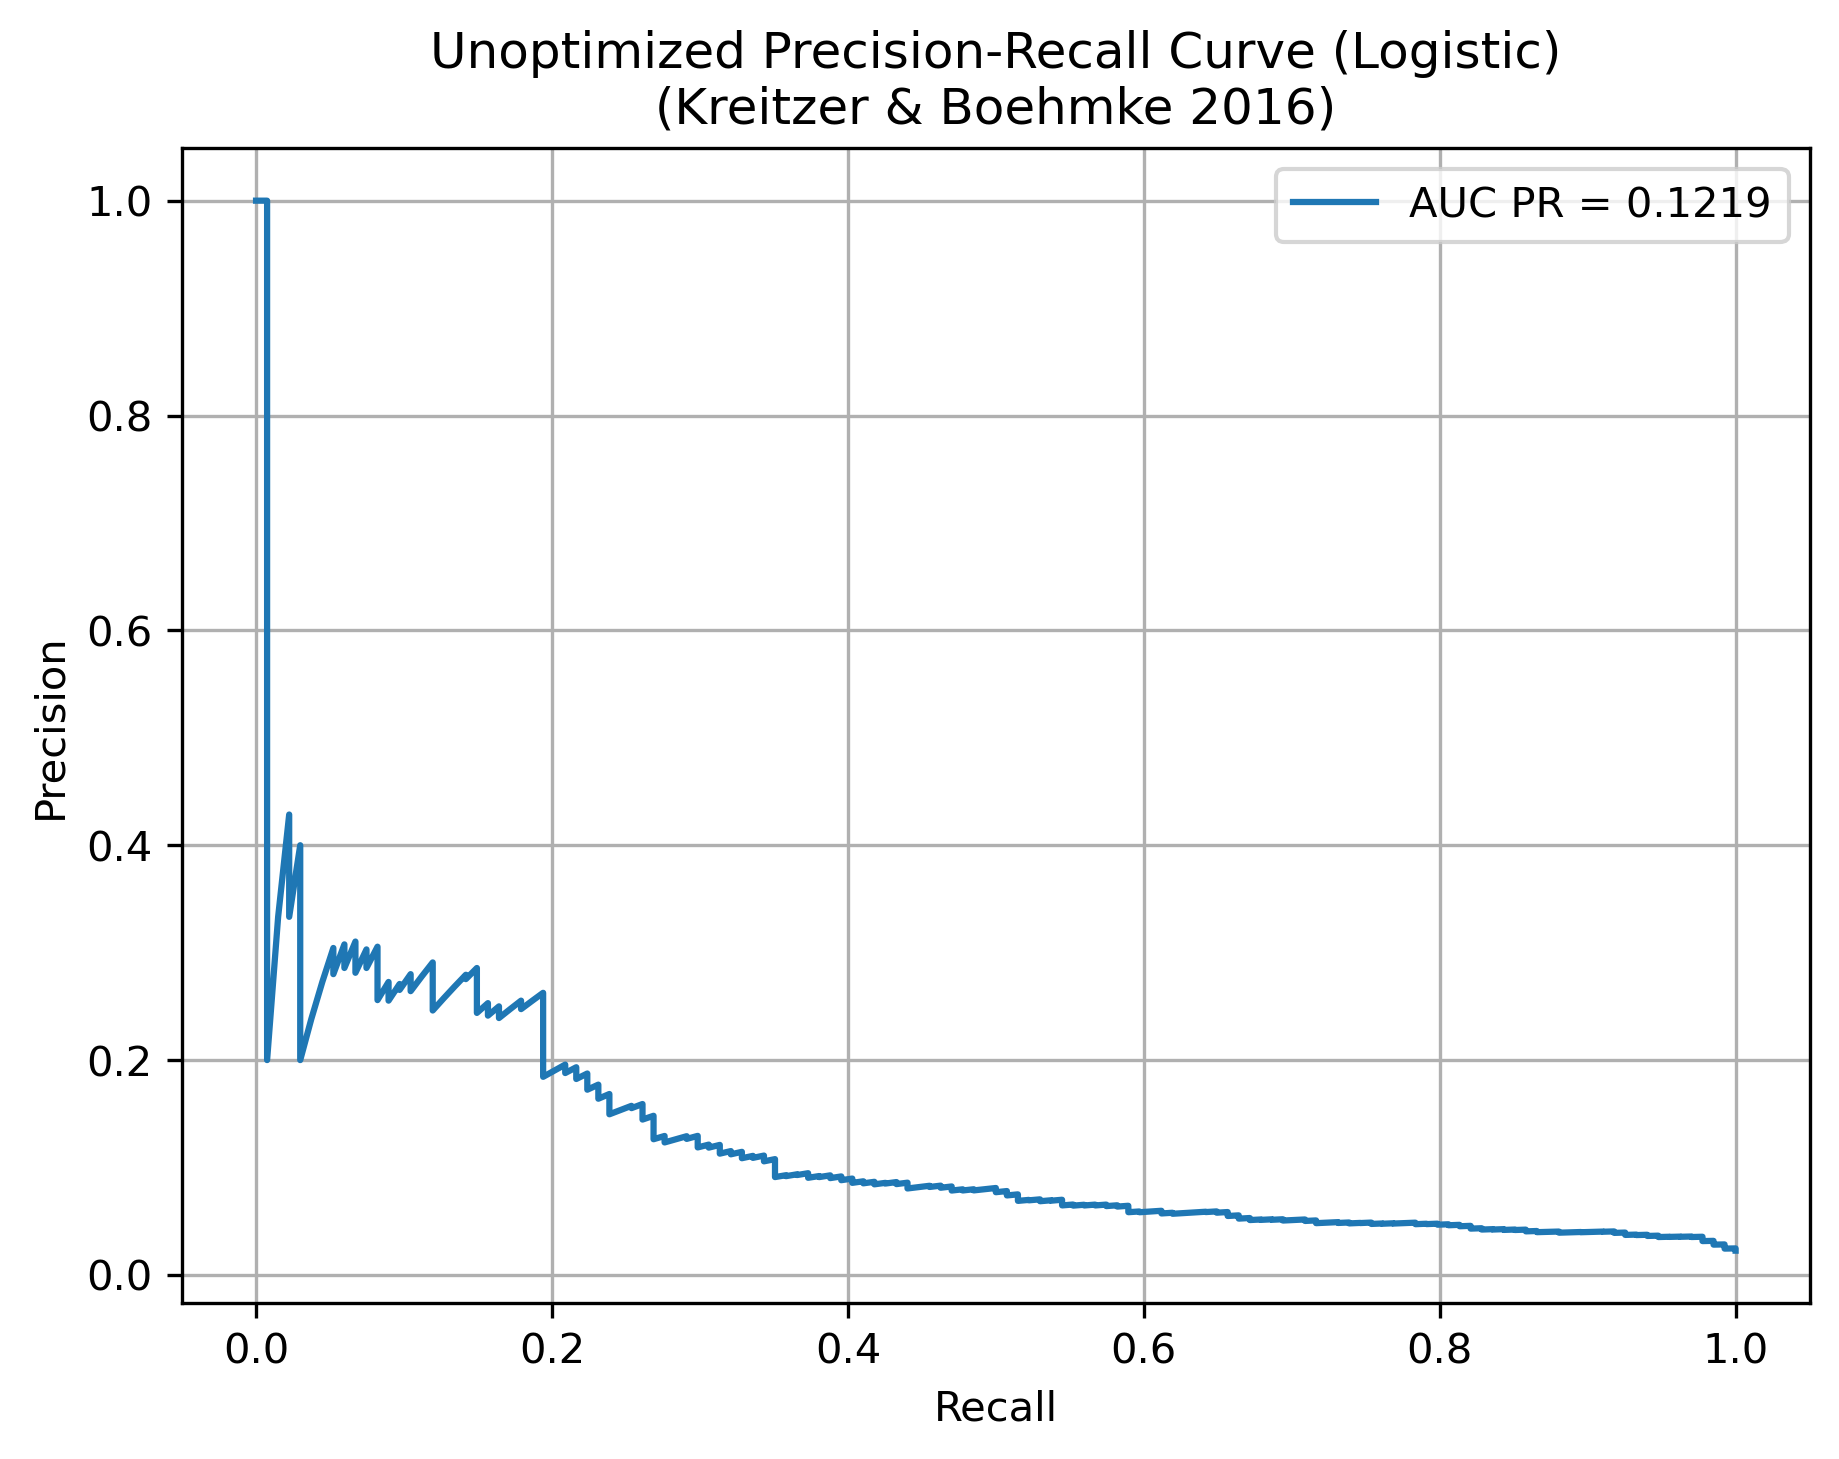 Unoptimized Precision-Recall Curve (Logistic)
(Kreitzer & Boehmke 2016)
AUC PR = 0.1219
1.0
0.8
0.6
0.4
0.2
0.0
Precision
0.0 0.2 0.4 0.6 0.8 1.0
Recall